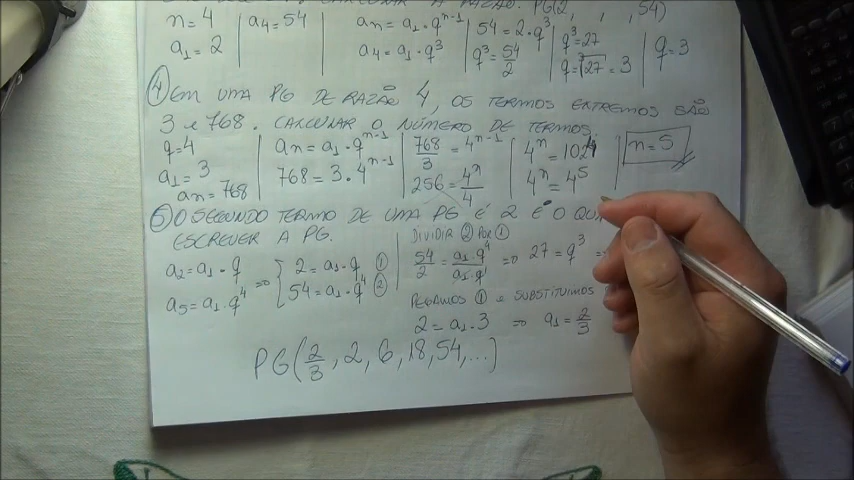 CALCULAR A RAZÃO. PG(2, , , 54)
n=4 | a4=54 | an=a1·q^n-1 | 54=2·q^3 | q^3=27 | q=3
a1=2 | a4=a1·q^3 | q^3=54/2 | q=∛27=3
4 EM UMA PG DE RAZÃO 4, OS TERMOS EXTREMOS SÃO
3 e 768. CALCULAR O NÚMERO DE TERMOS.
q=4 | an=a1·q^n-1 | 768/3=4^n-1 | 4^n=1024 | n=5
a1=3 | 768=3·4^n-1 | 256=4^n/4 | 4^n=4^5
an=768
5 O SEGUNDO TERMO DE UMA PG É 2 E O
ESCREVER A PG.
a2=a1·q => { 2=a1·q 1
a5=a1·q^4 54=a1·q^4 2
DIVIDIR 2 POR 1
54/2=a1·q^4/a1·q^1 => 27=q^3 =>
PEGAMOS 1 E SUBSTITUIMOS
2=a1·3 => a1=2/3
PG(2/3, 2, 6, 18, 54, ...)